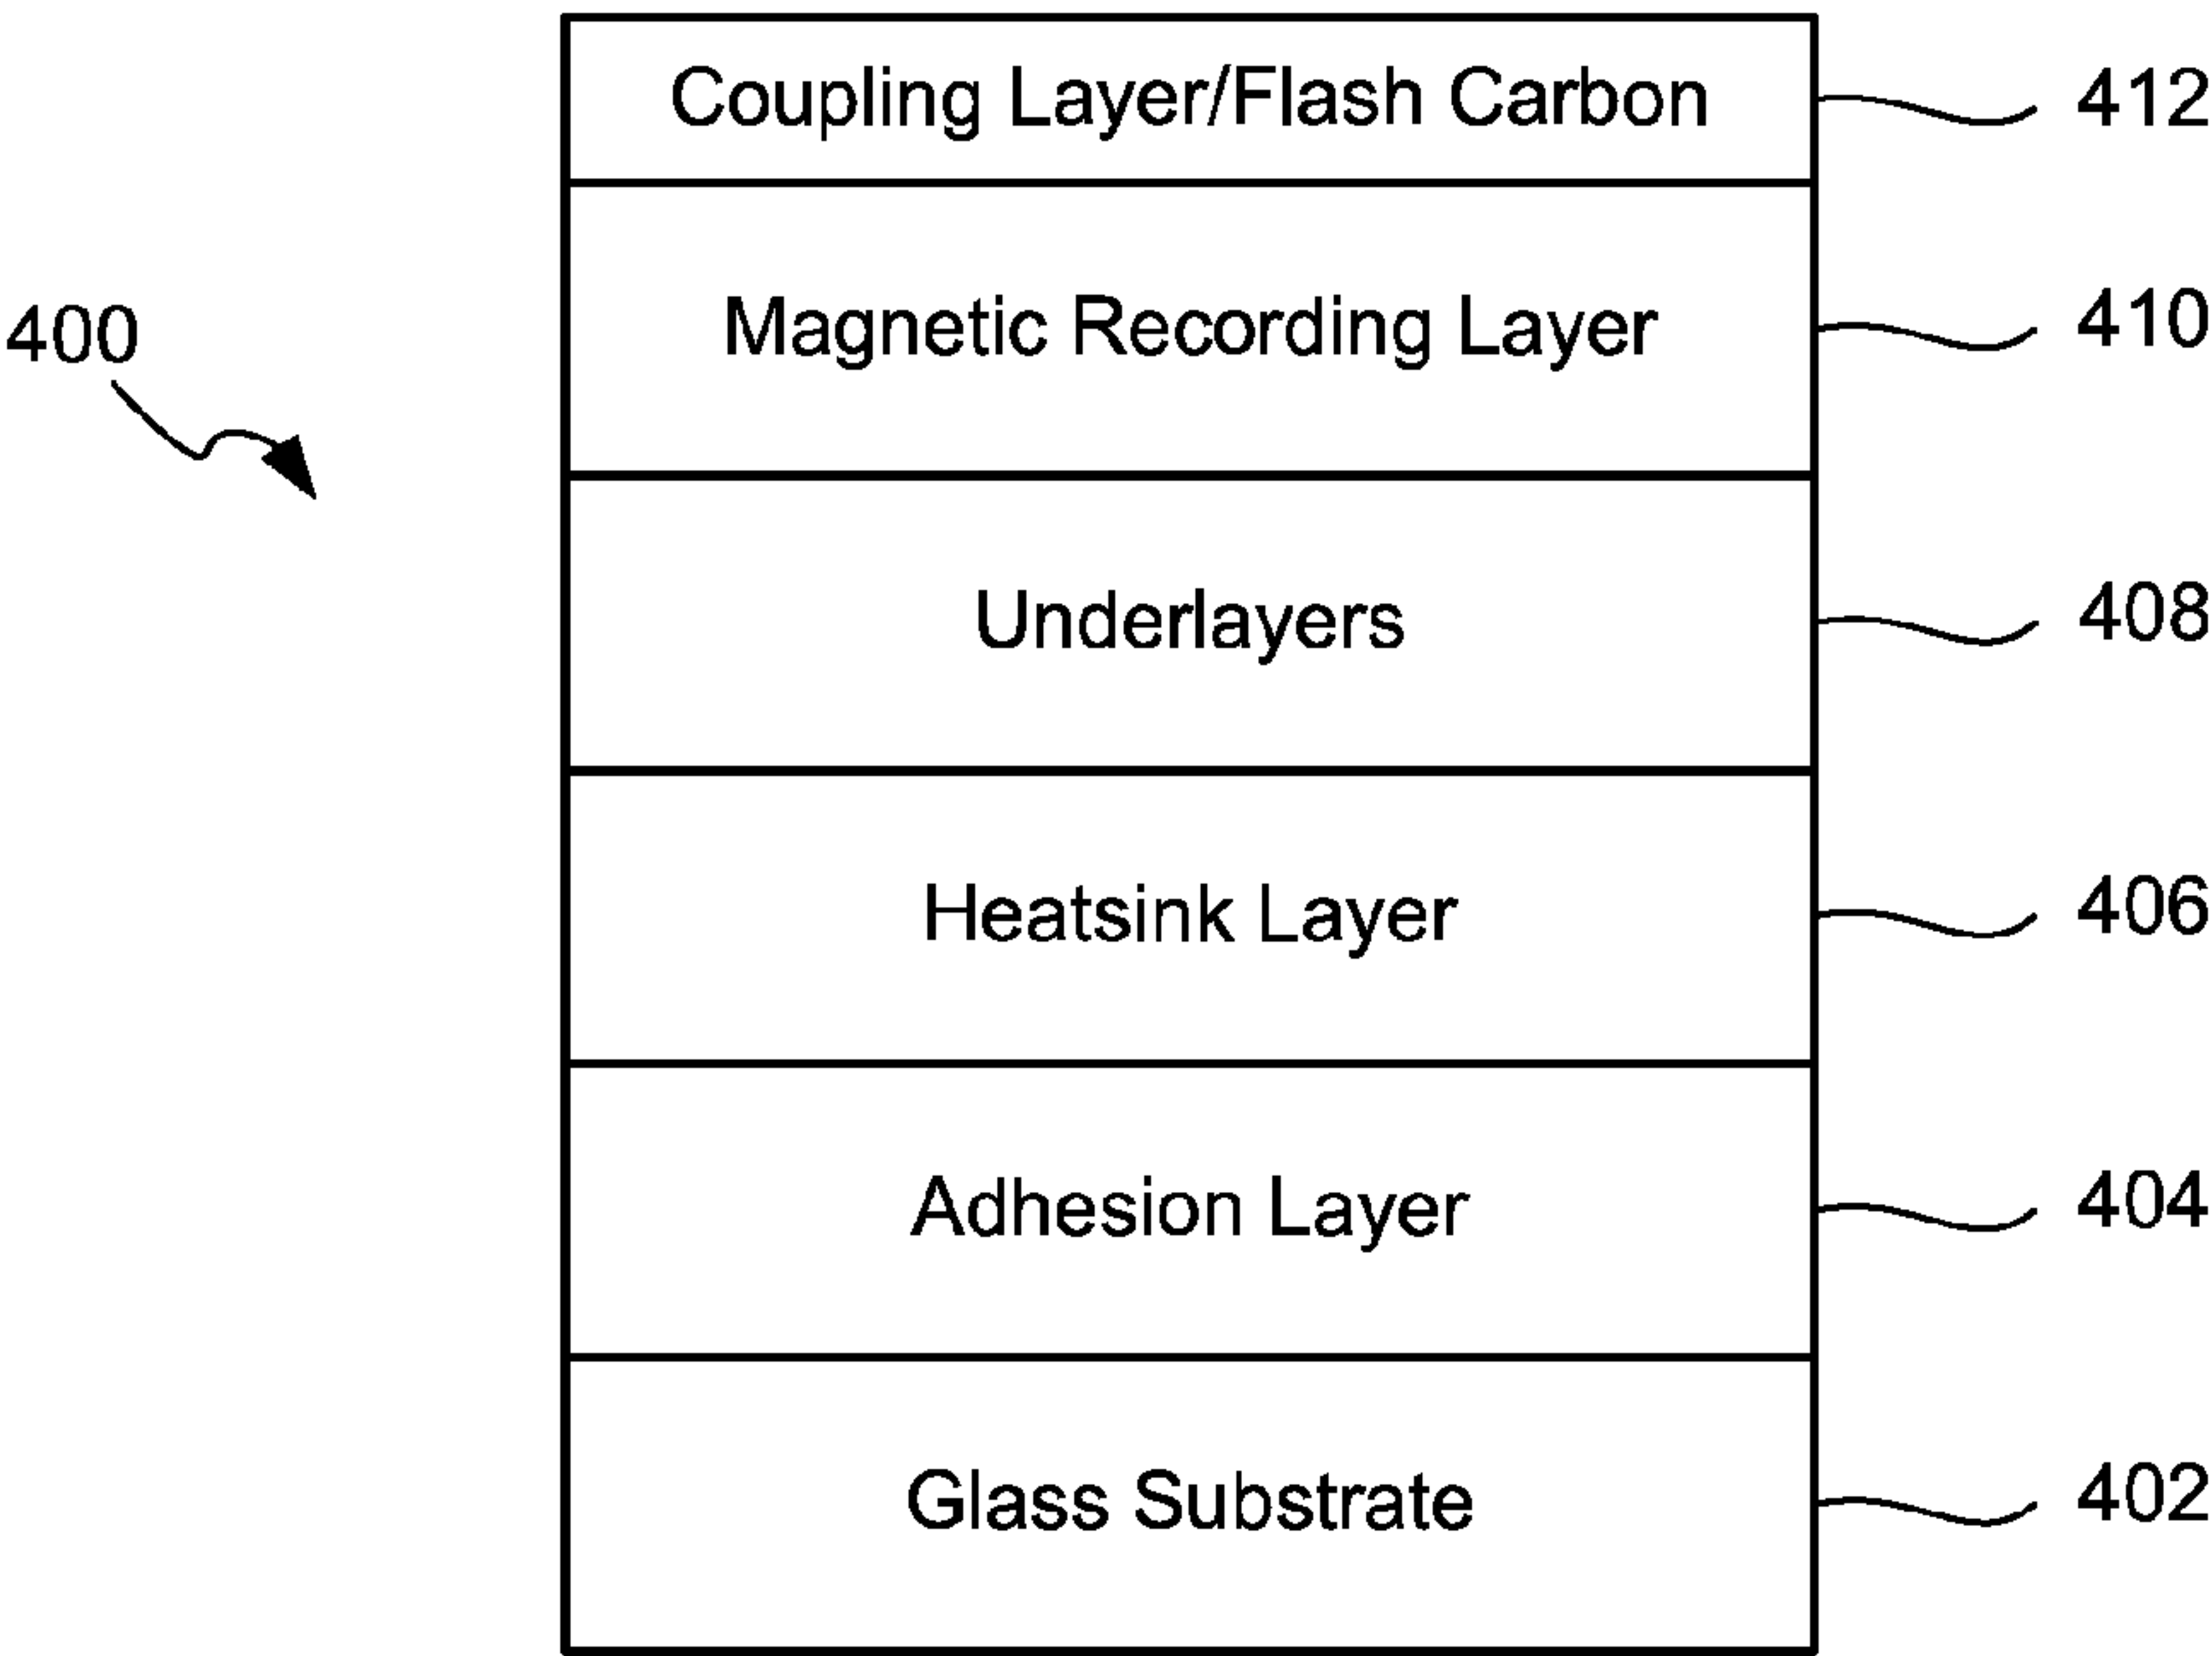 Coupling Layer/Flash Carbon 412
400
Magnetic Recording Layer 410
Underlayers 408
Heatsink Layer 406
Adhesion Layer 404
Glass Substrate 402